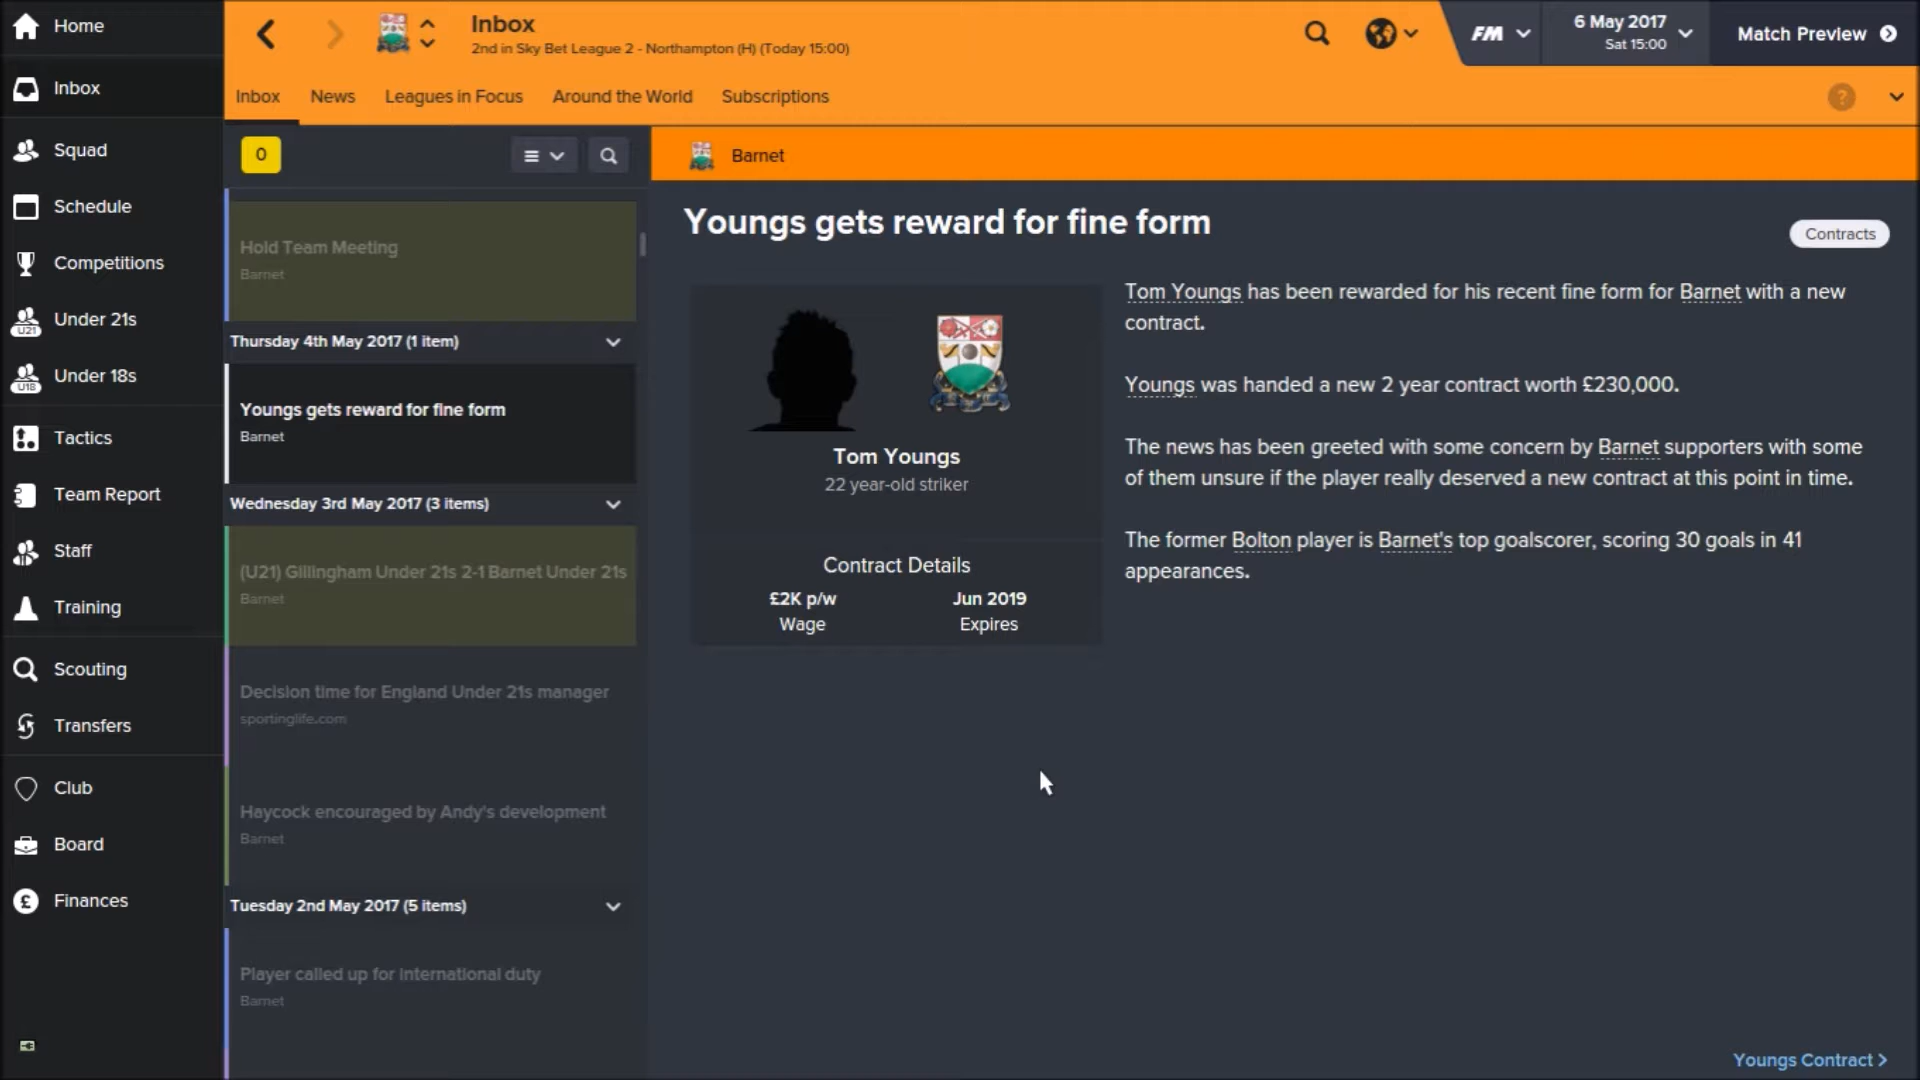 Home
Inbox
Squad
Schedule
Competitions
U21
Under 21s
U18
Under 18s
Tactics
Team Report
Staff
Training
Scouting
Transfers
Club
Board
£
Finances
Inbox
2nd in Sky Bet League 2 - Northampton (H) (Today 15:00)
FM
6 May 2017
Sat 15:00
Match Preview
Inbox
News
Leagues in Focus
Around the World
Subscriptions
?
0
Hold Team Meeting
Barnet
Thursday 4th May 2017 (1 item)
Youngs gets reward for fine form
Barnet
Wednesday 3rd May 2017 (3 items)
(U21) Gillingham Under 21s 2-1 Barnet Under 21s
Barnet
Decision time for England Under 21s manager
sportinglife.com
Haycock encouraged by Andy's development
Barnet
Tuesday 2nd May 2017 (5 items)
Player called up for international duty
Barnet
Barnet
Youngs gets reward for fine form
Contracts
Tom Youngs
22 year-old striker
Contract Details
£2K p/w
Wage
Jun 2019
Expires
Tom Youngs has been rewarded for his recent fine form for Barnet with a new
contract.
Youngs was handed a new 2 year contract worth £230,000.
The news has been greeted with some concern by Barnet supporters with some
of them unsure if the player really deserved a new contract at this point in time.
The former Bolton player is Barnet's top goalscorer, scoring 30 goals in 41
appearances.
Youngs Contract >